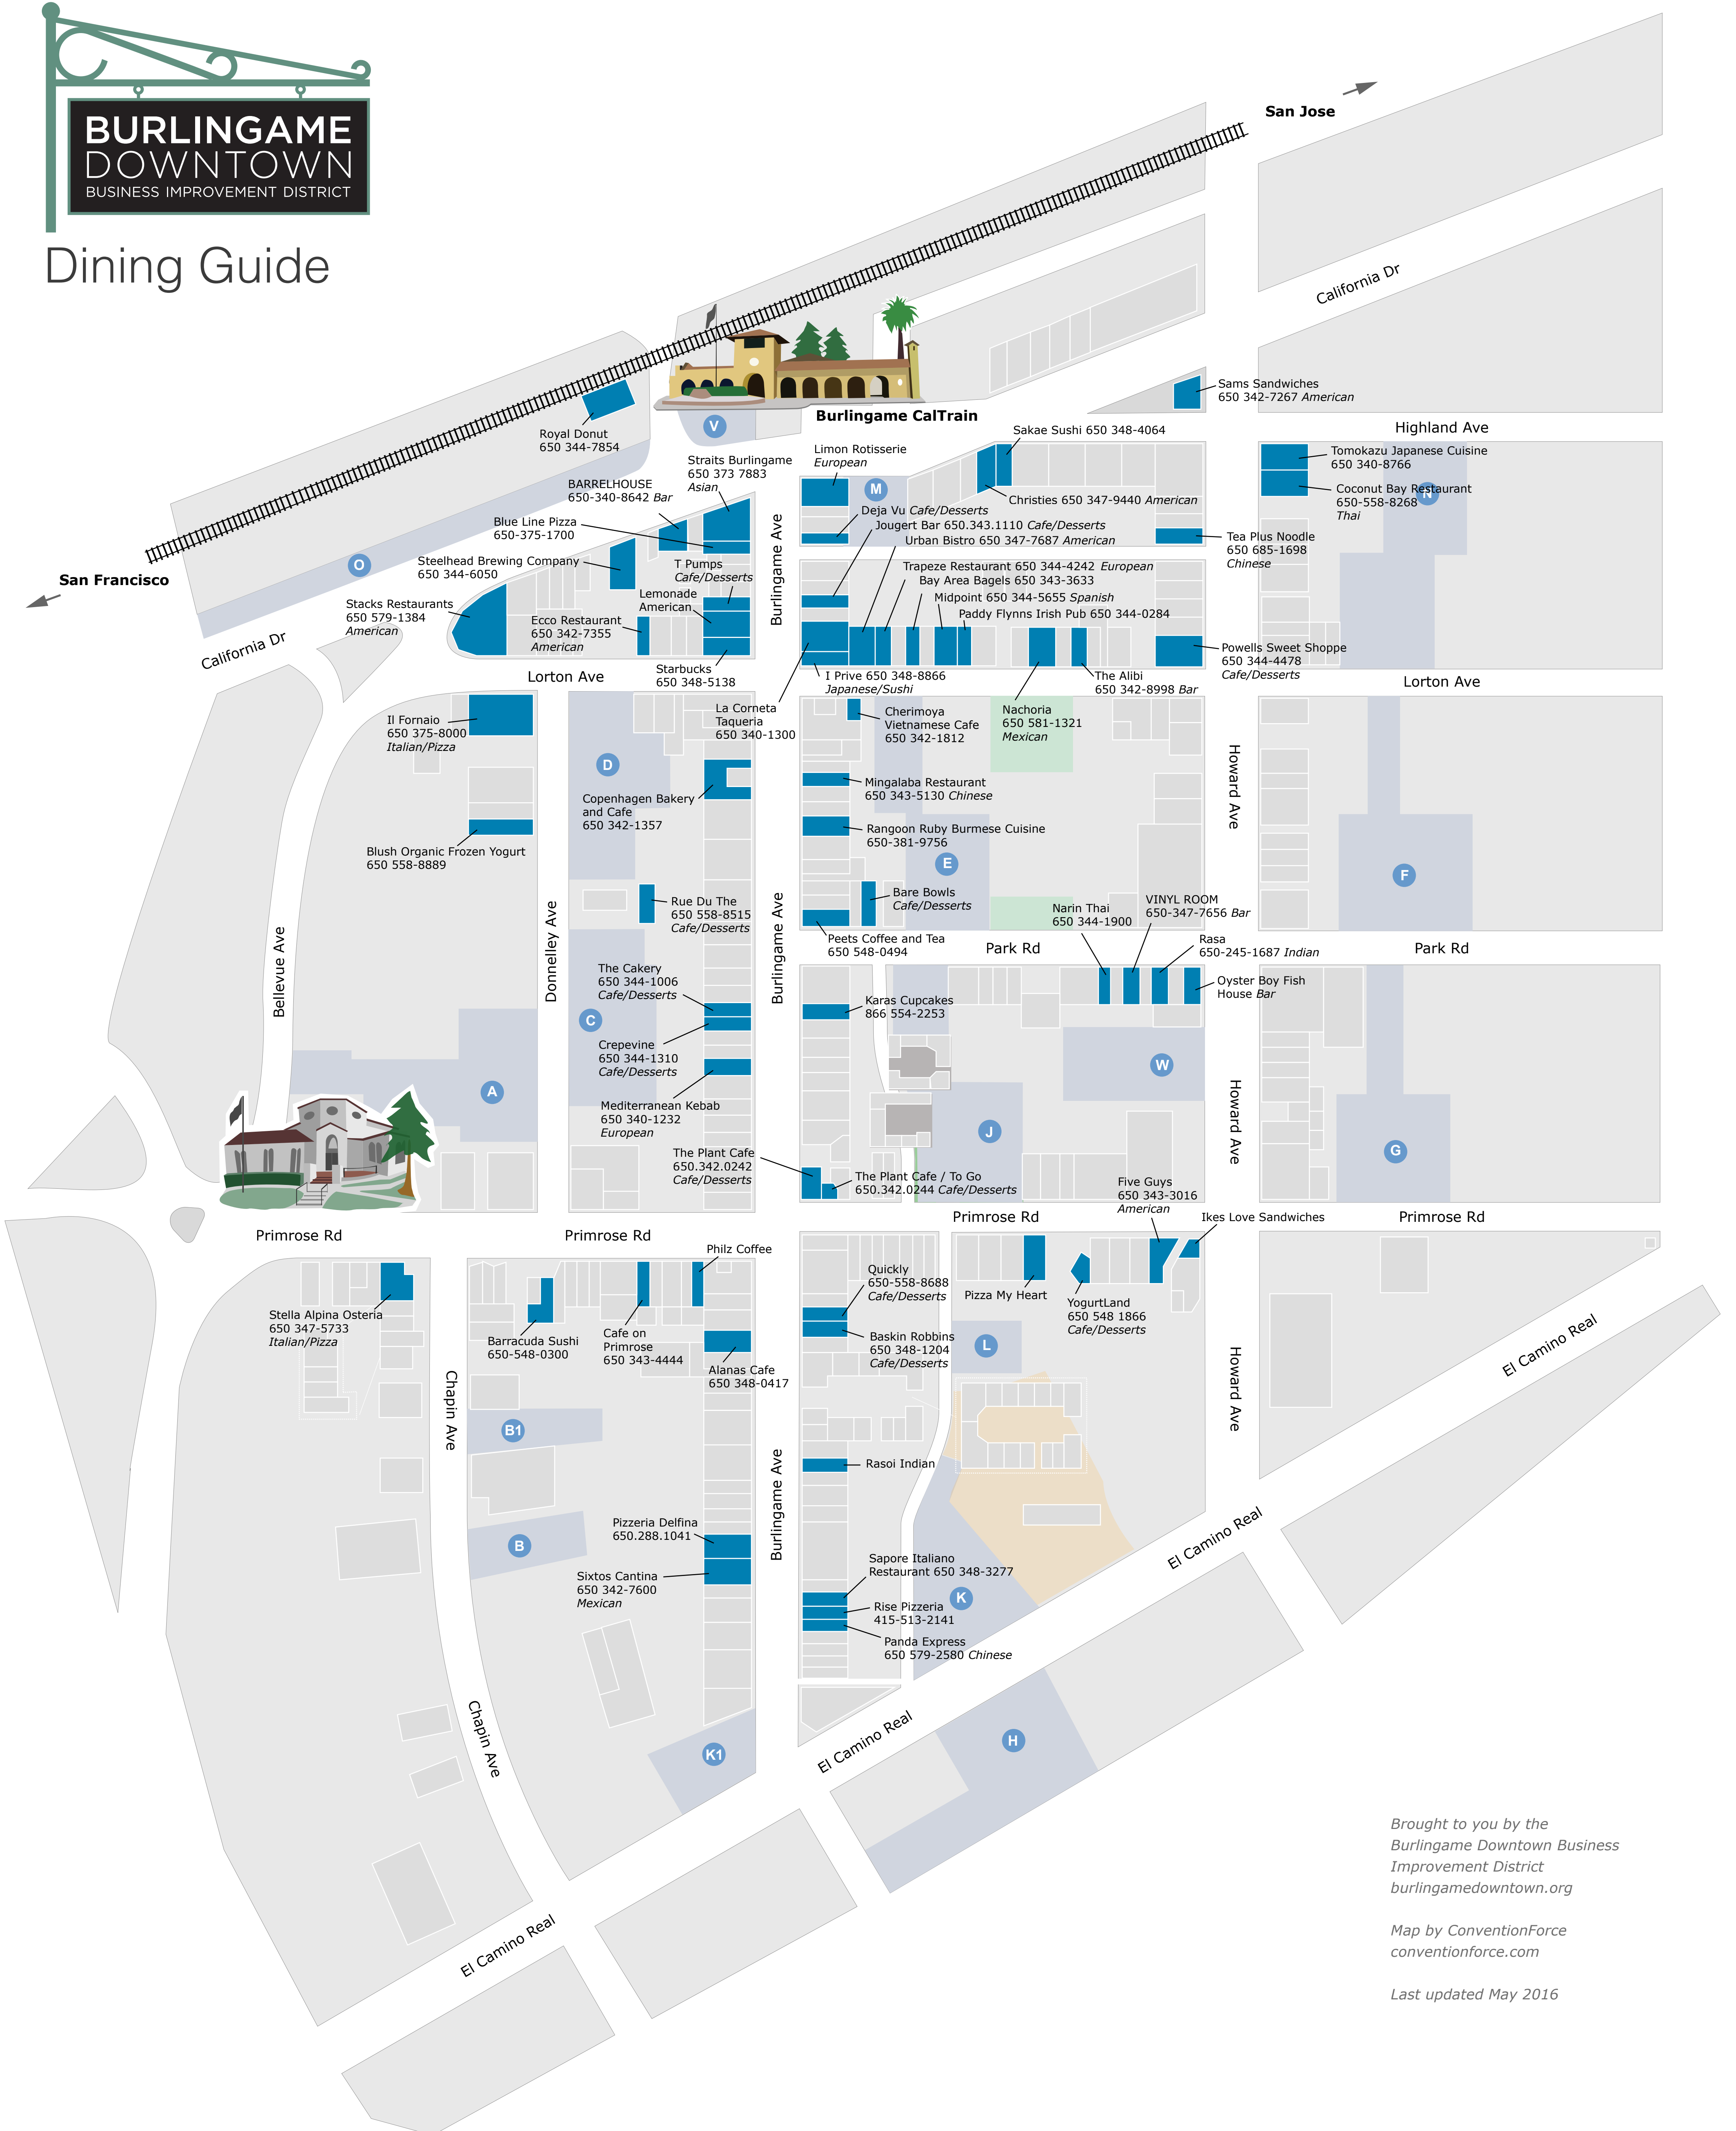 BURLINGAME
DOWNTOWN
BUSINESS IMPROVEMENT DISTRICT
Dining Guide
San Jose
California Dr
Burlingame CalTrain
Sams Sandwiches
650 342-7267 American
Highland Ave
Royal Donut
650 344-7854
V
Straits Burlingame
650 373 7883
Asian
BARRELHOUSE
650-340-8642 Bar
Blue Line Pizza
650-375-1700
Steelhead Brewing Company
650 344-6050
T Pumps
Cafe/Desserts
Lemonade
American
Stacks Restaurants
650 579-1384
American
Ecco Restaurant
650 342-7355
American
Starbucks
650 348-5138
O
San Francisco
California Dr
Lorton Ave
Burlingame Ave
Limon Rotisserie
European
M
Sakae Sushi 650 348-4064
Christies 650 347-9440 American
Deja Vu Cafe/Desserts
Jougert Bar 650.343.1110 Cafe/Desserts
Urban Bistro 650 347-7687 American
Trapeze Restaurant 650 344-4242 European
Bay Area Bagels 650 343-3633
Midpoint 650 344-5655 Spanish
Paddy Flynns Irish Pub 650 344-0284
Tomokazu Japanese Cuisine
650 340-8766
Coconut Bay Restaurant
650-558-8268
Thai
N
Tea Plus Noodle
650 685-1698
Chinese
Powells Sweet Shoppe
650 344-4478
Cafe/Desserts
I Prive 650 348-8866
Japanese/Sushi
La Corneta
Taqueria
650 340-1300
The Alibi
650 342-8998 Bar
Nachoria
650 581-1321
Mexican
Lorton Ave
Il Fornaio
650 375-8000
Italian/Pizza
D
Copenhagen Bakery
and Cafe
650 342-1357
Blush Organic Frozen Yogurt
650 558-8889
Rue Du The
650 558-8515
Cafe/Desserts
Bellevue Ave
Donnelley Ave
Burlingame Ave
Cherimoya
Vietnamese Cafe
650 342-1812
Mingalaba Restaurant
650 343-5130 Chinese
Rangoon Ruby Burmese Cuisine
650-381-9756
E
Bare Bowls
Cafe/Desserts
Peets Coffee and Tea
650 548-0494
Howard Ave
F
Narin Thai
650 344-1900
VINYL ROOM
650-347-7656 Bar
Rasa
650-245-1687 Indian
Oyster Boy Fish
House Bar
Park Rd
Park Rd
The Cakery
650 344-1006
Cafe/Desserts
C
Crepevine
650 344-1310
Cafe/Desserts
A
Mediterranean Kebab
650 340-1232
European
The Plant Cafe
650.342.0242
Cafe/Desserts
Karas Cupcakes
866 554-2253
W
J
The Plant Cafe / To Go
650.342.0244 Cafe/Desserts
Howard Ave
G
Five Guys
650 343-3016
American
Ikes Love Sandwiches
Primrose Rd
Primrose Rd
Primrose Rd
Primrose Rd
Stella Alpina Osteria
650 347-5733
Italian/Pizza
Philz Coffee
Barracuda Sushi
650-548-0300
Cafe on
Primrose
650 343-4444
Alanas Cafe
650 348-0417
Quickly
650-558-8688
Cafe/Desserts
Baskin Robbins
650 348-1204
Cafe/Desserts
Pizza My Heart
YogurtLand
650 548 1866
Cafe/Desserts
L
Chapin Ave
B1
B
Rasoi Indian
Burlingame Ave
Howard Ave
El Camino Real
Pizzeria Delfina
650.288.1041
Sixtos Cantina
650 342-7600
Mexican
Sapore Italiano
Restaurant 650 348-3277
Rise Pizzeria
415-513-2141
Panda Express
650 579-2580 Chinese
K
El Camino Real
Chapin Ave
K1
El Camino Real
H
El Camino Real
Brought to you by the
Burlingame Downtown Business
Improvement District
burlingamedowntown.org
Map by ConventionForce
conventionforce.com
Last updated May 2016